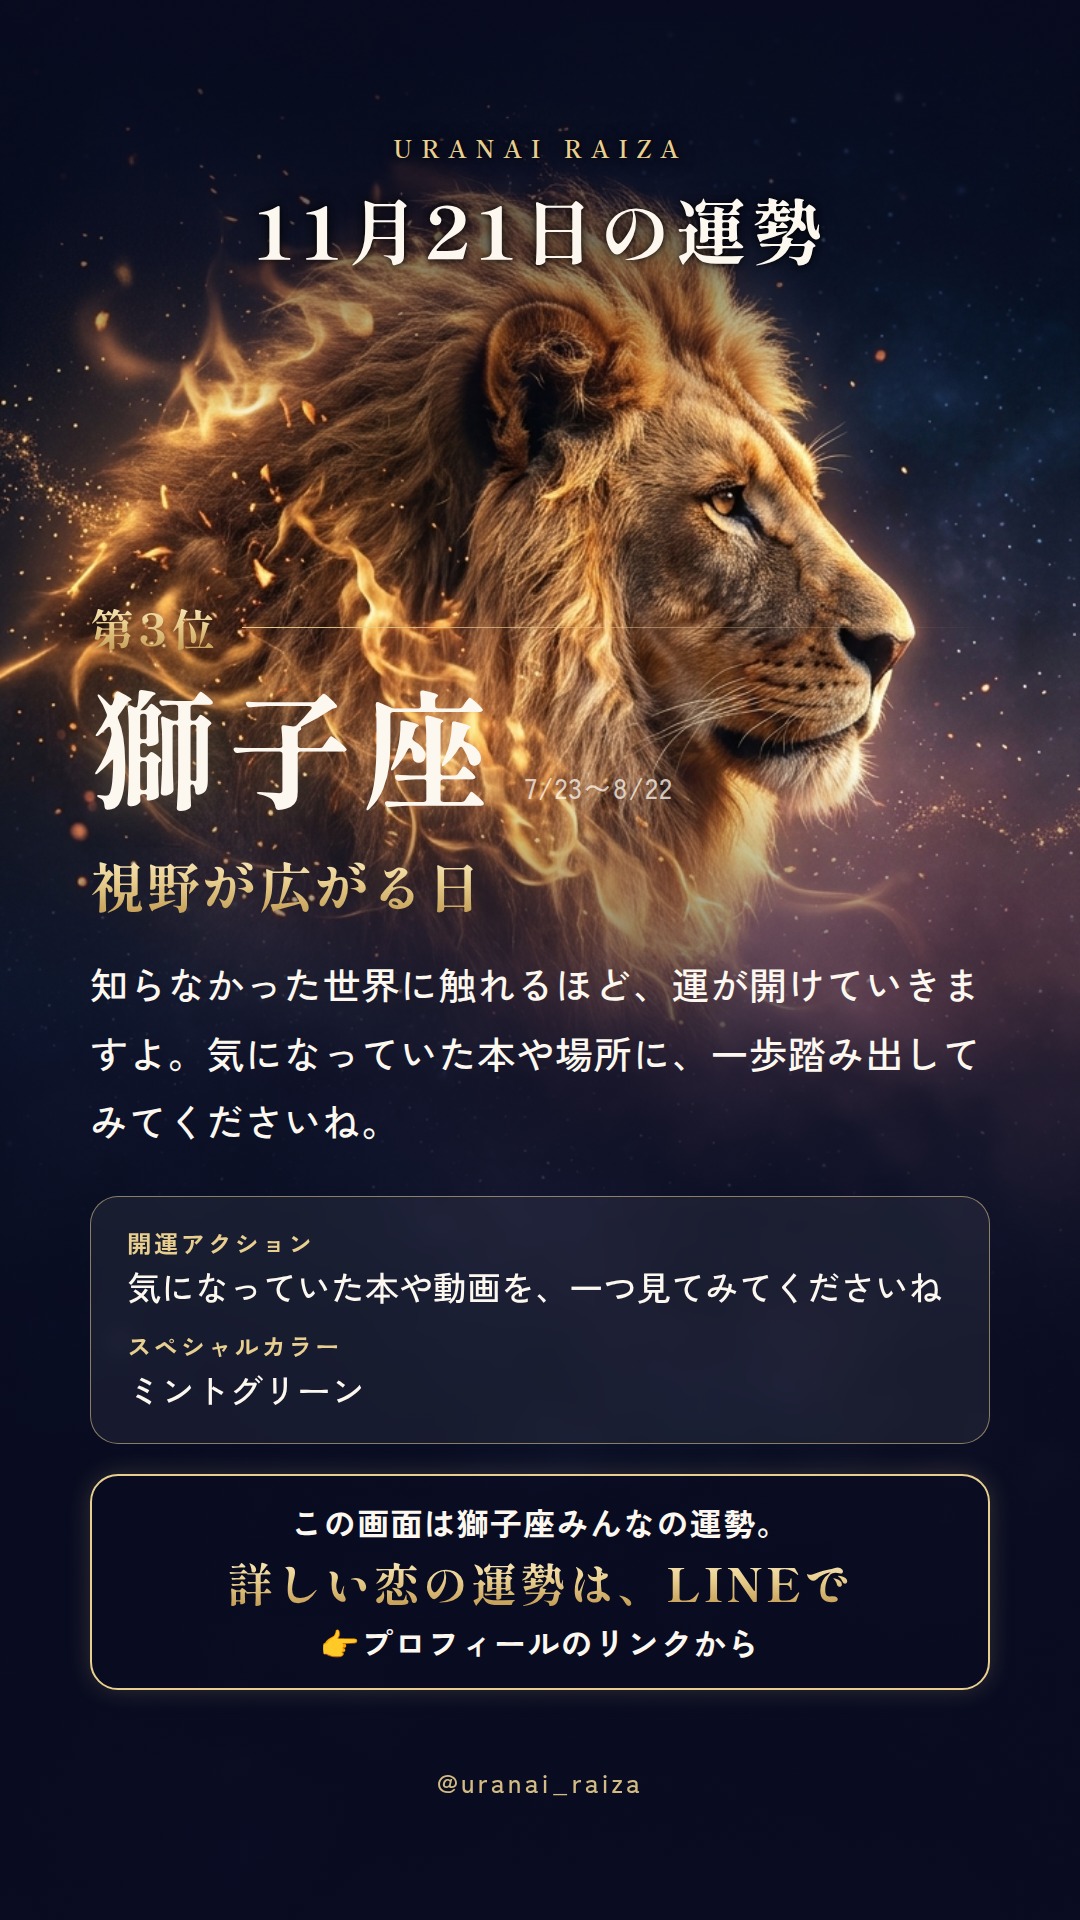 URANAI RAIZA
11月21日の運勢
第3位
獅子座 7/23〜8/22
視野が広がる日
知らなかった世界に触れるほど、運が開けていきま
すよ。気になっていた本や場所に、一歩踏み出して
みてくださいね。
開運アクション
気になっていた本や動画を、一つ見てみてくださいね
スペシャルカラー
ミントグリーン
この画面は獅子座みんなの運勢。
詳しい恋の運勢は、LINEで
👉プロフィールのリンクから
@uranai_raiza